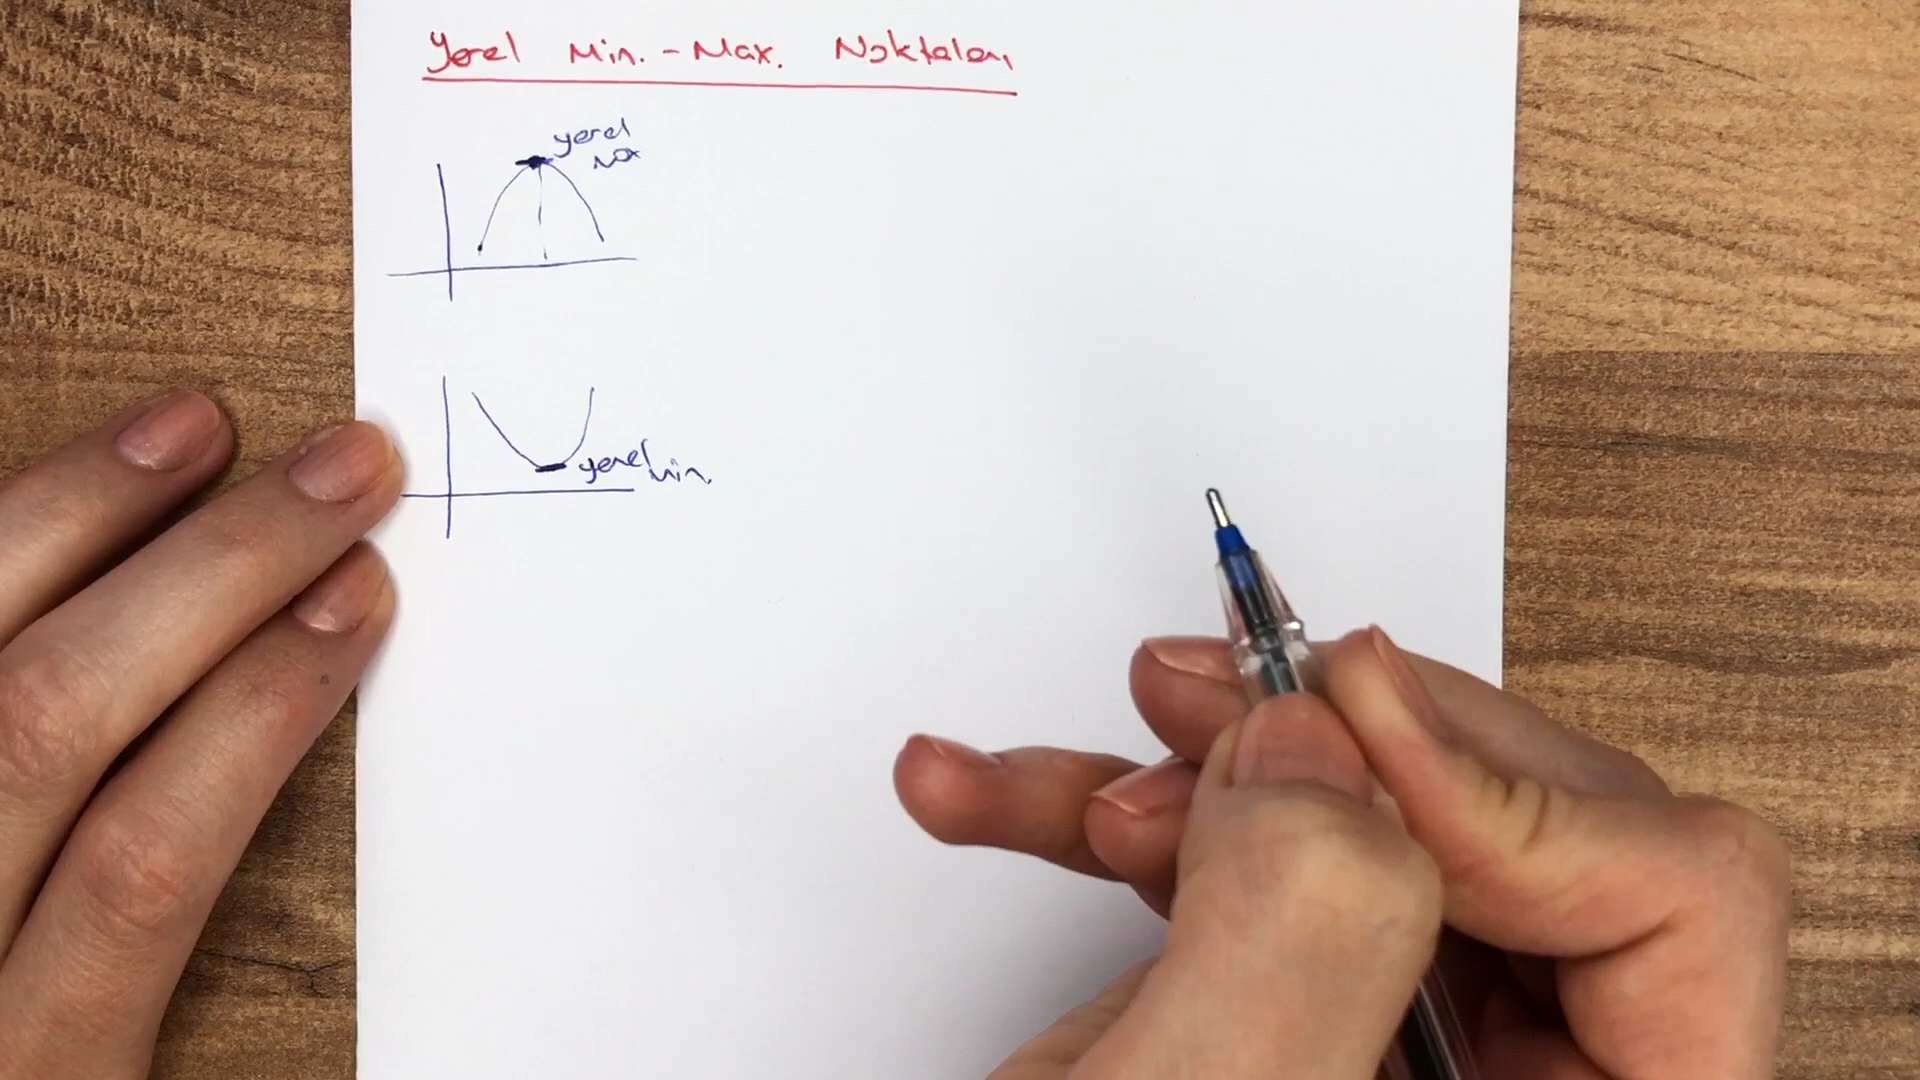 Yerel Min. - Max. Noktaları
yerel
Max
yerel
Min.